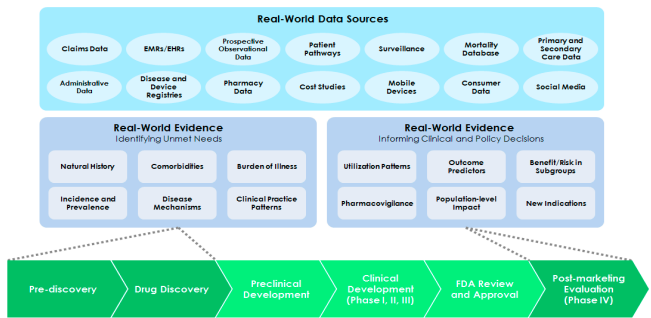 Real-World Data Sources
Claims Data
EMRs/EHRs
Prospective
Observational
Data
Patient
Pathways
Surveillance
Mortality
Database
Primary and
Secondary
Care Data
Administrative
Data
Disease and
Device
Registries
Pharmacy
Data
Cost Studies
Mobile
Devices
Consumer
Data
Social Media
Real-World Evidence
Identifying Unmet Needs
Natural History
Comorbidities
Burden of Illness
Incidence and
Prevalence
Disease
Mechanisms
Clinical Practice
Patterns
Real-World Evidence
Informing Clinical and Policy Decisions
Utilization Patterns
Outcome
Predictors
Benefit/Risk in
Subgroups
Pharmacovigilance
Population-level
Impact
New Indications
Pre-discovery
Drug Discovery
Preclinical
Development
Clinical
Development
(Phase I, II, III)
FDA Review
and Approval
Post-marketing
Evaluation
(Phase IV)